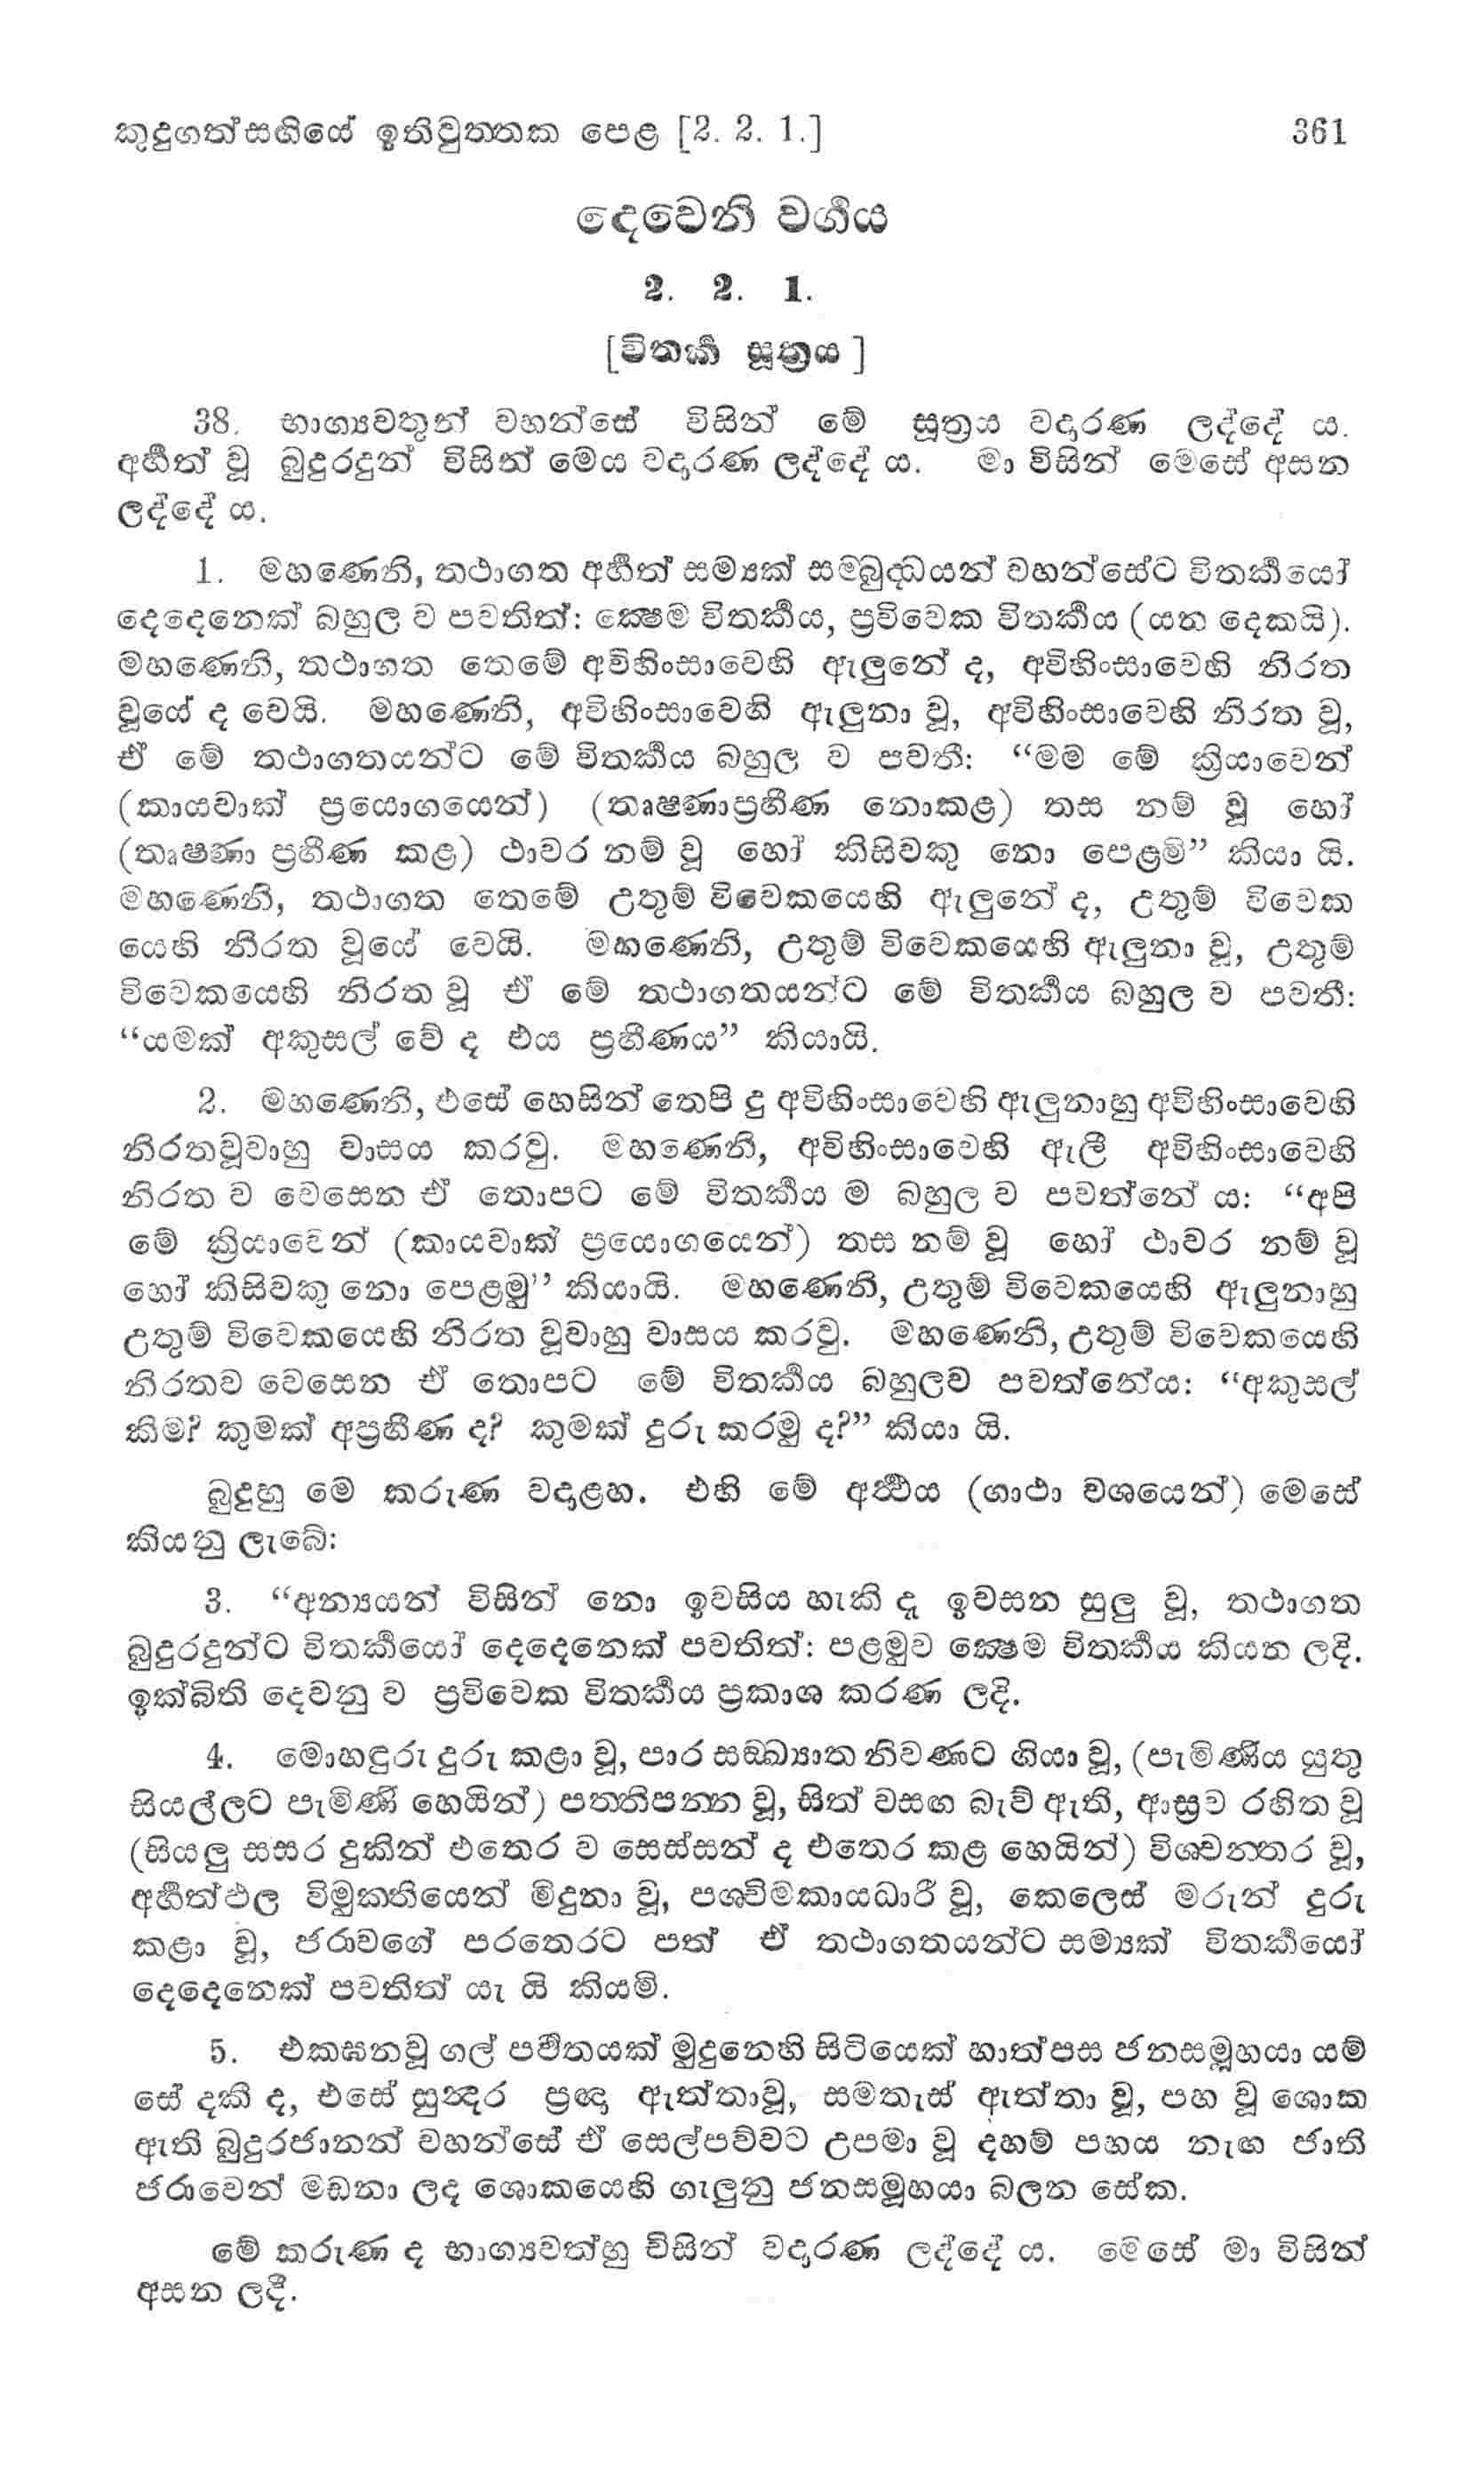 කුදුගත්සඟියේ ඉතිවුත්තක පෙළ [2. 2. 1.] 361
දෙවෙනි වර්‍ගය
2. 2. 1.
[විතර්‍ක සූත්‍රය]
38. භාග්‍යවතුන් වහන්සේ විසින් මේ සූත්‍රය වදාරණ ලද්දේ ය.
අර්‍හත් වූ බුදුරදුන් විසින් මෙය වදාරණ ලද්දේ ය. මා විසින් මෙසේ අසන
ලද්දේ ය.
1. මහණෙනි, තථාගත අර්‍හත් සම්‍යක් සම්බුද්ධයන් වහන්සේට විතර්‍කයෝ
දෙදෙනෙක් බහුල ව පවතිත්: ක්‍ෂෙම විතර්‍කය, ප්‍රවිවෙක විතර්‍කය (යන දෙකයි).
මහණෙනි, තථාගත තෙමේ අවිහිංසාවෙහි ඇලුනේ ද, අවිහිංසාවෙහි නිරත
වූයේ ද වෙයි. මහණෙනි, අවිහිංසාවෙහි ඇලුනා වූ, අවිහිංසාවෙහි නිරත වූ,
ඒ මේ තථාගතයන්ට මේ විතර්‍කය බහුල ව පවතී: “මම මේ ක්‍රියාවෙන්
(කායවාක් ප්‍රයොගයෙන්) (තෘෂ්ණාප්‍රහීණ නොකළ) තස නම් වූ හෝ
(තෘෂ්ණා ප්‍රහීණ කළ) ථාවර නම් වූ හෝ කිසිවකු නො පෙළමි” කියා යි.
මහණෙනි, තථාගත තෙමේ උතුම් විවෙකයෙහි ඇලුනේ ද, උතුම් විවෙක
යෙහි නිරත වූයේ වෙයි. මහණෙනි, උතුම් විවෙකයෙහි ඇලුනා වූ, උතුම්
විවෙකයෙහි නිරත වූ ඒ මේ තථාගතයන්ට මේ විතර්‍කය බහුල ව පවතී:
“යමක් අකුසල් වේ ද එය ප්‍රහීණය” කියායි.
2. මහණෙනි, එසේ හෙසින් තෙපි දු අවිහිංසාවෙහි ඇලුනාහු අවිහිංසාවෙහි
නිරතවූවාහු වාසය කරවු. මහණෙනි, අවිහිංසාවෙහි ඇලී අවිහිංසාවෙහි
නිරත ව වෙසෙන ඒ තොපට මේ විතර්‍කය ම බහුල ව පවත්නේ ය: “අපි
මේ ක්‍රියාවෙන් (කායවාක් ප්‍රයොගයෙන්) තස නම් වූ හෝ ථාවර නම් වූ
හෝ කිසිවකු නො පෙළමු” කියායි. මහණෙනි, උතුම් විවෙකයෙහි ඇලුනාහු
උතුම් විවෙකයෙහි නිරත වූවාහු වාසය කරවු. මහණෙනි, උතුම් විවෙකයෙහි
නිරතව වෙසෙන ඒ තොපට මේ විතර්‍කය බහුලව පවත්නේය: “අකුසල්
කිම? කුමක් අප්‍රහීණ ද? කුමක් දුරු කරමු ද?” කියා යි.
බුදුහු මේ කරුණ වදාළහ. එහි මේ අර්‍ත්‍ථය (ගාථා වශයෙන්) මෙසේ
කියනු ලැබේ:
3. “අන්‍යයන් විසින් නො ඉවසිය හැකි දෑ ඉවසන සුලු වූ, තථාගත
බුදුරදුන්ට විතර්‍කයෝ දෙදෙනෙක් පවතිත්: පළමුව ක්‍ෂෙම විතර්‍කය කියන ලදි.
ඉක්බිති දෙවනු ව ප්‍රවිවෙක විතර්‍කය ප්‍රකාශ කරණ ලදි.
4. මොහඳුරු දුරු කළා වූ, පාර සඞ්ඛ්‍යාත නිවණට ගියා වූ, (පැමිණිය යුතු
සියල්ලට පැමිණි හෙයින්) පත්තිපන්න වූ, සිත් වසඟ බැව් ඇති, ආස්‍රව රහිත වූ
(සියලු සසර දුකින් එතෙර ව සෙස්සන් ද එතෙර කළ හෙයින්) විශ්වන්තර වූ,
අර්‍හත්ඵල විමුක්තියෙන් මිදුනා වූ, පශ්චිමකායධාරී වූ, කෙලෙස් මරුන් දුරු
කළා වූ, ජරාවගේ පරතෙරට පත් ඒ තථාගතයන්ට සම්‍යක් විතර්‍කයෝ
දෙදෙනෙක් පවතිත් යැ යි කියමි.
5. එකඝනවූ ගල් පර්‍වතයක් මුදුනෙහි සිටියෙක් හාත්පස ජනසමූහයා යම්
සේ දකී ද, එසේ සුන්‍දර ප්‍රඥා ඇත්තාවූ, සමතැස් ඇත්තා වූ, පහ වූ ශොක
ඇති බුදුරජානන් වහන්සේ ඒ සෙල්පව්වට උපමා වූ දහම් පහය නැඟ ජාති
ජරාවෙන් මඩනා ලද ශොකයෙහි ගැලුනු ජනසමූහයා බලන සේක.
මේ කරුණ ද භාග්‍යවත්හු විසින් වදාරණ ලද්දේ ය. මෙසේ මා විසින්
අසන ලදී.